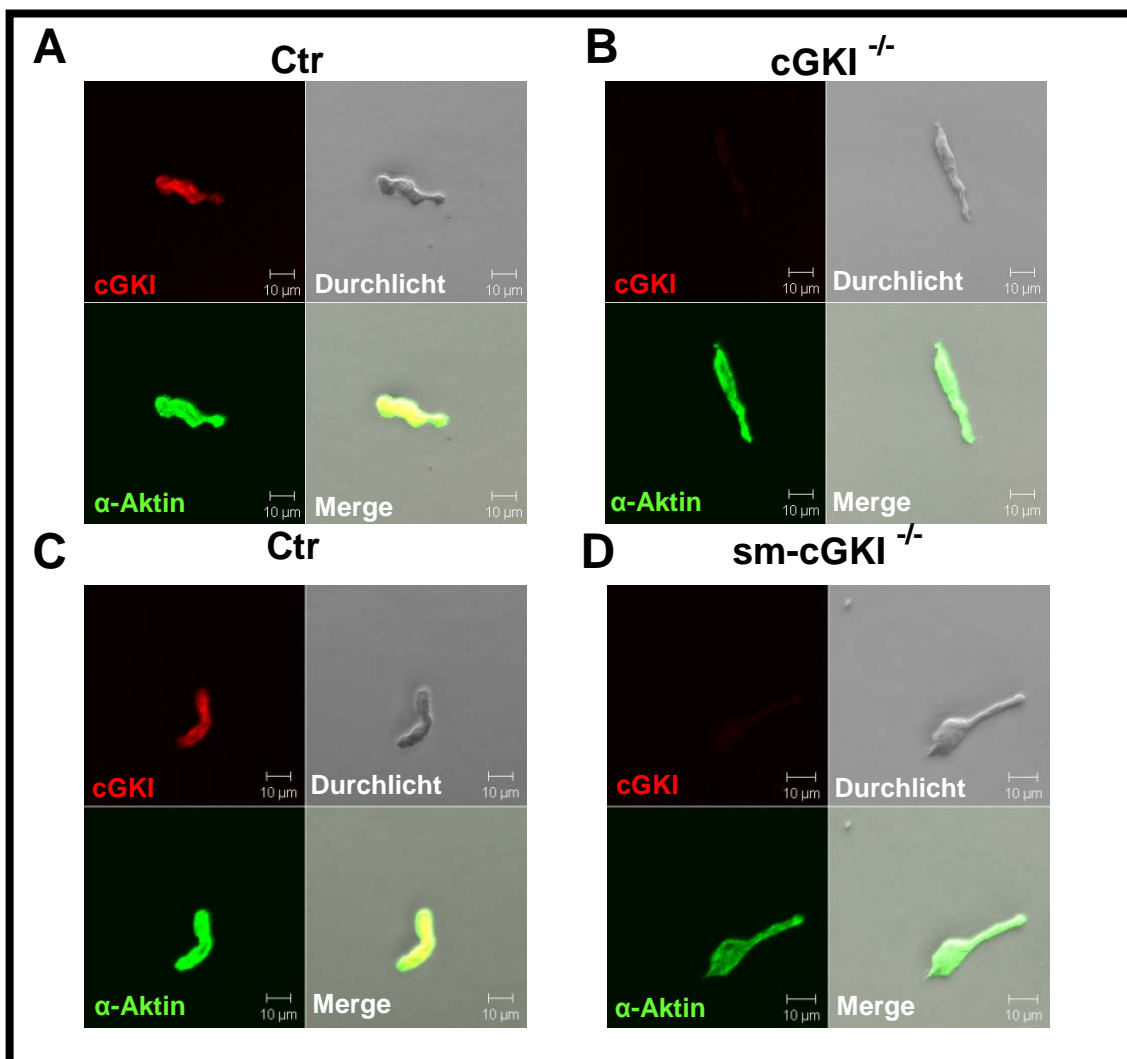 A
Ctr
B
cGKI -/-
cGKI
10 µm
Durchlicht
10 µm
cGKI
10 µm
Durchlicht
10 µm
α-Aktin
10 µm
Merge
10 µm
α-Aktin
10 µm
Merge
10 µm
C
Ctr
D
sm-cGKI -/-
cGKI
10 µm
Durchlicht
10 µm
cGKI
10 µm
Durchlicht
10 µm
α-Aktin
10 µm
Merge
10 µm
α-Aktin
10 µm
Merge
10 µm